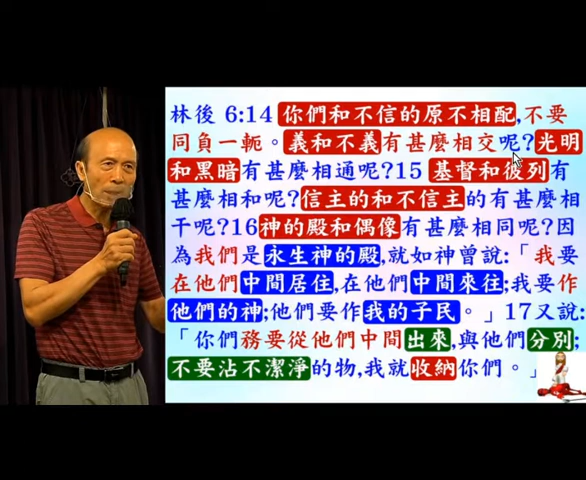 林後 6:14 你們和不信的原不相配,不要
同負一軛。義和不義有甚麼相交呢?光明
和黑暗有甚麼相通呢?15 基督和彼列有
甚麼相和呢?信主的和不信主的有甚麼相
干呢?16神的殿和偶像有甚麼相同呢?因
為我們是永生神的殿,就如神曾說:「我要
在他們中間居住,在他們中間來往;我要作
他們的神;他們要作我的子民。」17又說:
「你們務要從他們中間出來,與他們分別;
不要沾不潔淨的物,我就收納你們。」